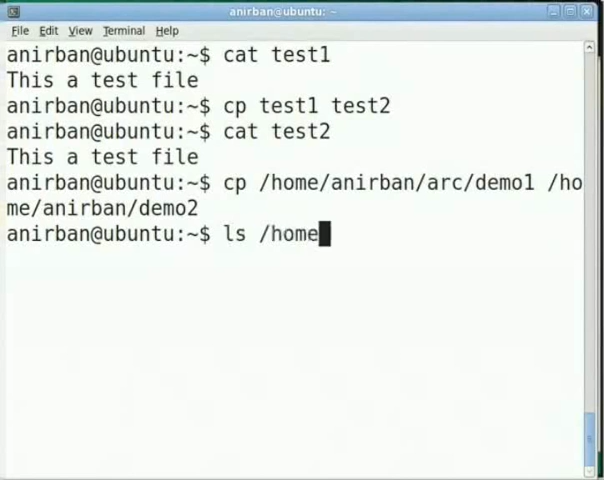 anirban@ubuntu: ~
File Edit View Terminal Help
anirban@ubuntu:~$ cat test1
This a test file
anirban@ubuntu:~$ cp test1 test2
anirban@ubuntu:~$ cat test2
This a test file
anirban@ubuntu:~$ cp /home/anirban/arc/demo1 /ho
me/anirban/demo2
anirban@ubuntu:~$ ls /home